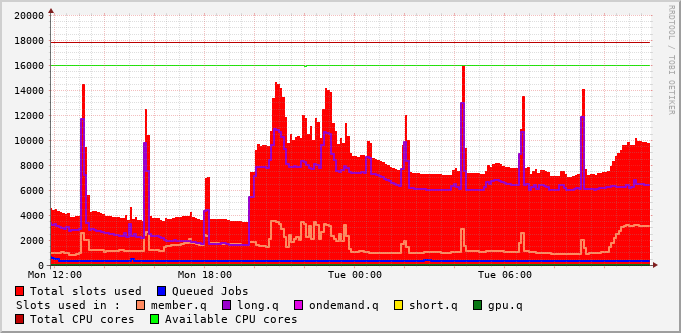 20000
18000
16000
14000
12000
10000
8000
6000
4000
2000
0
Mon 12:00 Mon 18:00 Tue 00:00 Tue 06:00
Total slots used Queued Jobs
Slots used in : member.q long.q ondemand.q short.q gpu.q
Total CPU cores Available CPU cores
RRDTOOL / TOBI OETIKER